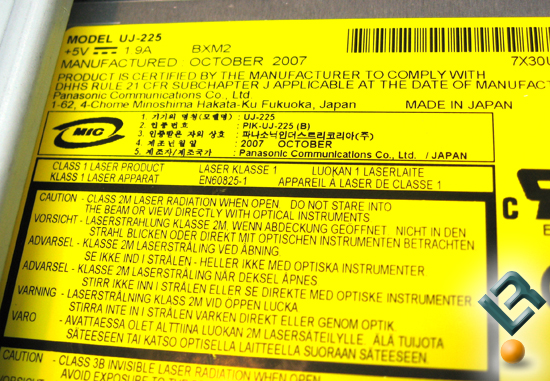 MODEL UJ-225
+5V ⎓ 1.9A BXM2
MANUFACTURED OCTOBER 2007
7X30U
PRODUCT IS CERTIFIED BY THE MANUFACTURER TO COMPLY WITH
DHHS RULE 21 CFR SUBCHAPTER J APPLICABLE AT THE DATE OF MANUFAC
Panasonic Communications Co., Ltd
1-62, 4-Chome Minoshima Hakata-Ku Fukuoka, Japan MADE IN JAPAN
MIC
1. 기기의 명칭(모델명) : UJ-225
2. 인증번호 : PIK-UJ-225 (B)
3. 인증받은 자의 상호 : 파나소닉인더스트리코리아(주)
4. 제조년월일 : 2007 OCTOBER
5. 제조자/제조국가 : Panasonic Communications Co., Ltd. / JAPAN
CLASS 1 LASER PRODUCT LASER KLASSE 1 LUOKAN 1 LASERLAITE
KLASS 1 LASER APPARAT EN60825-1 APPAREIL À LASER DE CLASSE 1
CAUTION - CLASS 2M LASER RADIATION WHEN OPEN DO NOT STARE INTO
THE BEAM OR VIEW DIRECTLY WITH OPTICAL INSTRUMENTS
VORSICHT - LASERSTRAHLUNG KLASSE 2M, WENN ABDECKUNG GEÖFFNET. NICHT IN DEN
STRAHL BLICKEN ODER DIREKT MIT OPTISCHEN INSTRUMENTEN BETRACHTEN
ADVARSEL - KLASSE 2M LASERSTRÅLING VED ÅBNING
SE IKKE IND I STRÅLEN - HELLER IKKE MED OPTISKA INSTRUMENTER
ADVARSEL - KLASSE 2M LASERSTRÅLING NÅR DEKSEL ÅPNES
STIRR IKKE INN I STRÅLEN ELLER SE DIREKTE MED OPTISKE INSTRUMENTER
VARNING - LASERSTRÅLNING KLASS 2M VID ÖPPEN LUCKA
STIRRA INTE IN I STRÅLEN VARKEN DIREKT ELLER GENOM OPTIK.
VARO - AVATTAESSA OLET ALTTIINA LUOKAN 2M LASERSÄTEILYLLE. ÄLÄ TUIJOTA
SÄTEESEEN TAI KATSO OPTISELLA LAITTEELLA SUORAAN SÄTEESEEN.
CAUTION - CLASS 3B INVISIBLE LASER RADIATION WHEN
AVOID EXPOSURE TO
C